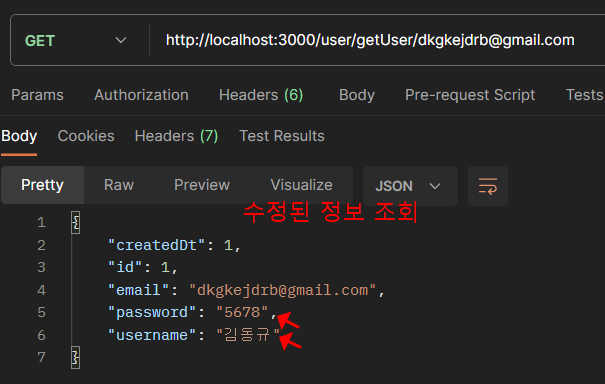 GET http://localhost:3000/user/getUser/dkgkejdrb@gmail.com
Params Authorization Headers (6) Body Pre-request Script Tests
Body Cookies Headers (7) Test Results
Pretty Raw Preview Visualize JSON
수정된 정보 조회
1 {
2 "createdDt": 1,
3 "id": 1,
4 "email": "dkgkejdrb@gmail.com",
5 "password": "5678",
6 "username": "김동규"
7 }